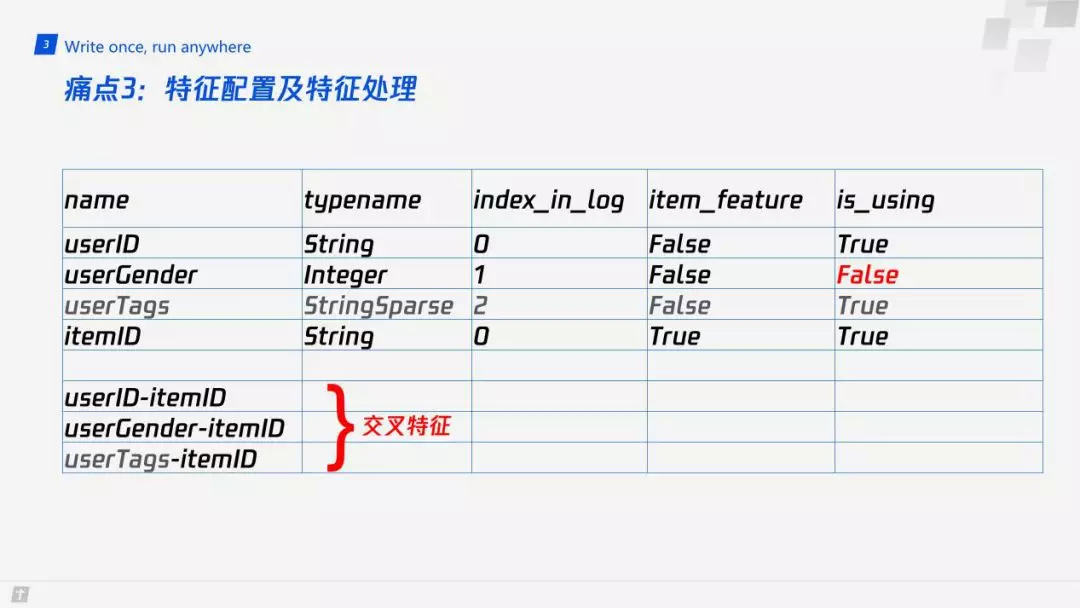 3 Write once, run anywhere
痛点3：特征配置及特征处理
name typename index_in_log item_feature is_using
userID String 0 False True
userGender Integer 1 False False
userTags StringSparse 2 False True
itemID String 0 True True
userID-itemID
userGender-itemID 交叉特征
userTags-itemID